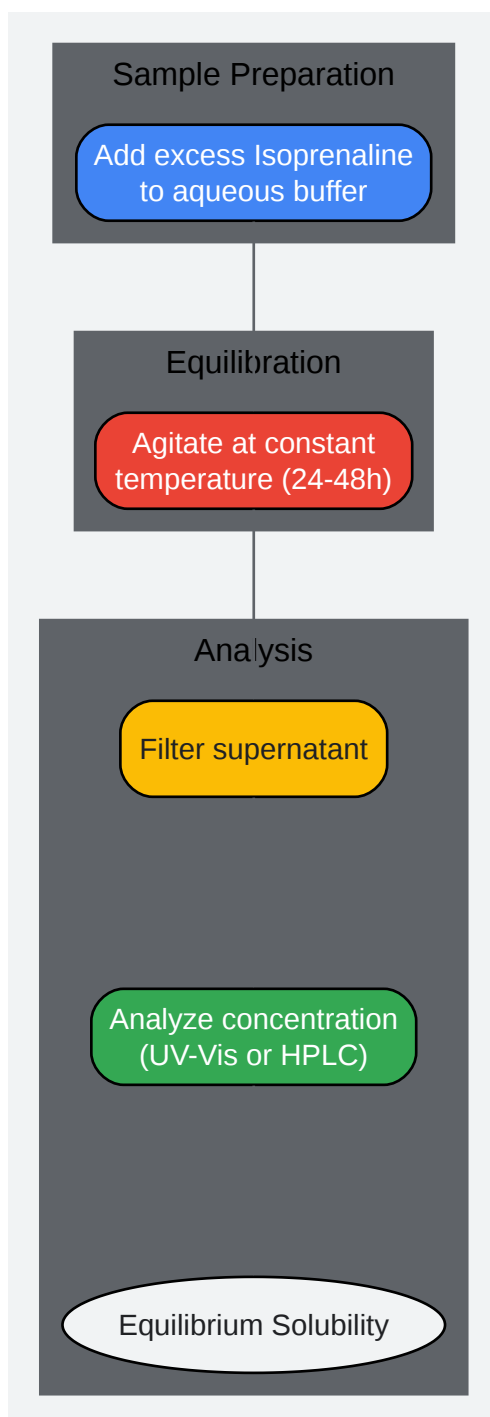 Sample Preparation
Add excess Isoprenaline
to aqueous buffer
Equilibration
Agitate at constant
temperature (24-48h)
Analysis
Filter supernatant
Analyze concentration
(UV-Vis or HPLC)
Equilibrium Solubility